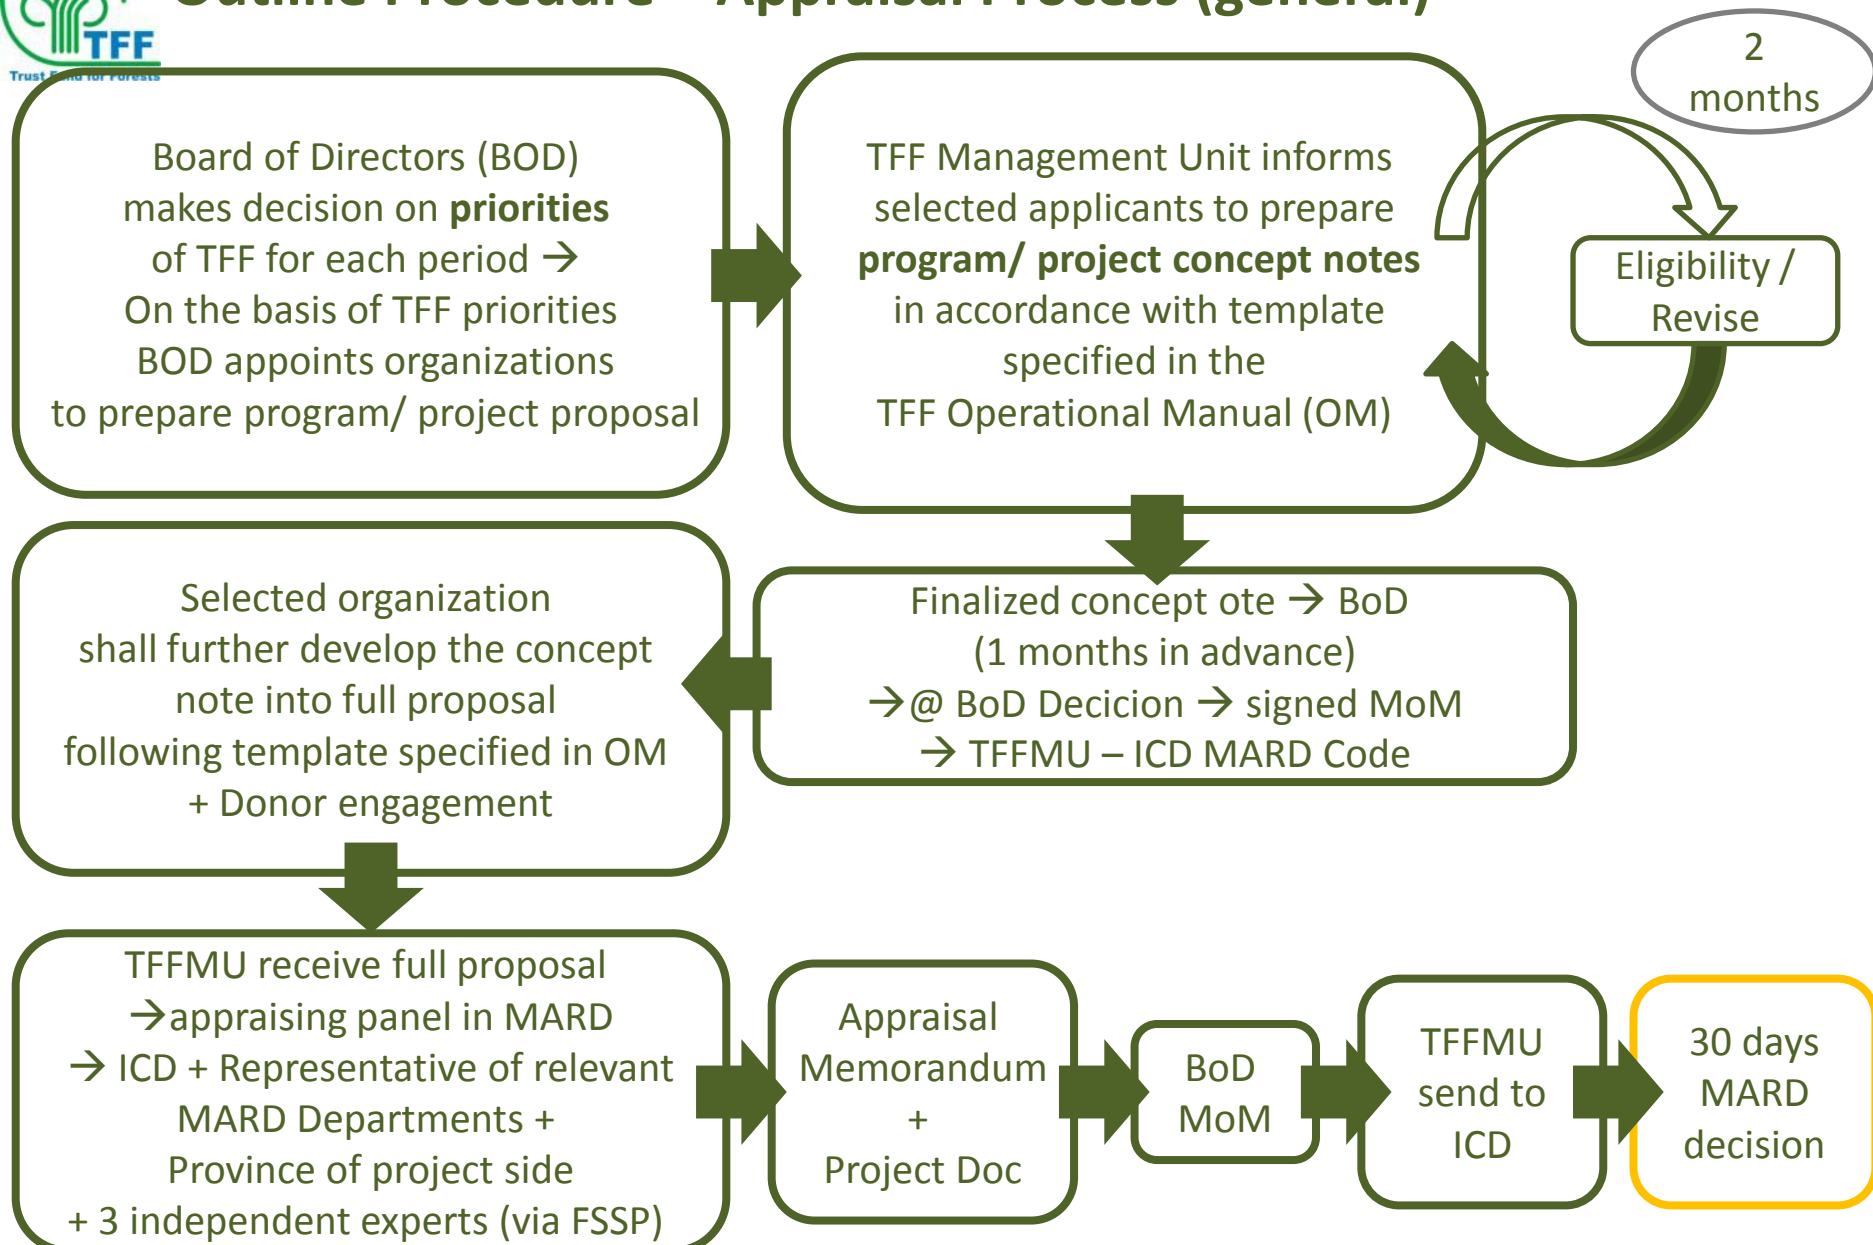 Outline Procedure – Appraisal Process (general)
TFF
Trust Fund for Forests
2
months
Board of Directors (BOD)
makes decision on priorities
of TFF for each period →
On the basis of TFF priorities
BOD appoints organizations
to prepare program/ project proposal
TFF Management Unit informs
selected applicants to prepare
program/ project concept notes
in accordance with template
specified in the
TFF Operational Manual (OM)
Eligibility /
Revise
Finalized concept ote → BoD
(1 months in advance)
→@ BoD Decicion → signed MoM
→ TFFMU – ICD MARD Code
Selected organization
shall further develop the concept
note into full proposal
following template specified in OM
+ Donor engagement
TFFMU receive full proposal
→appraising panel in MARD
→ ICD + Representative of relevant
MARD Departments +
Province of project side
+ 3 independent experts (via FSSP)
Appraisal
Memorandum
+
Project Doc
BoD
MoM
TFFMU
send to
ICD
30 days
MARD
decision